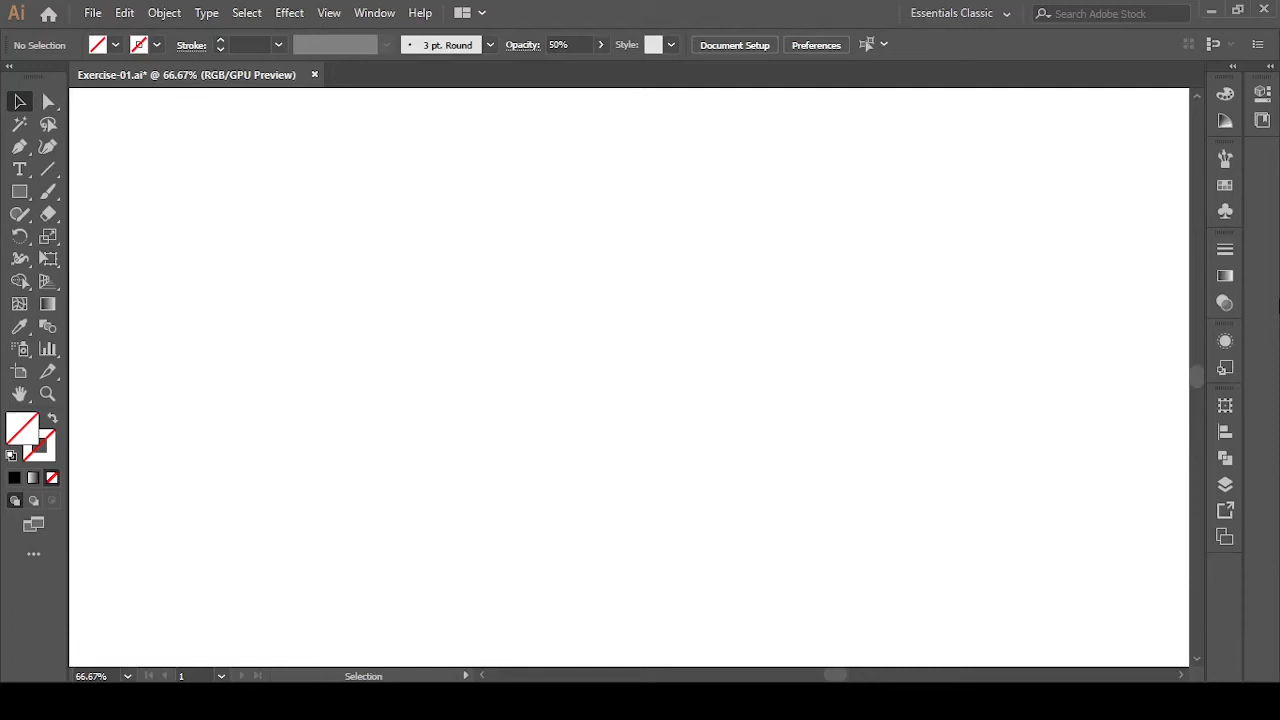 Ai File Edit Object Type Select Effect View Window Help Essentials Classic Search Adobe Stock
No Selection Stroke: 3 pt. Round Opacity: 50% Style: Document Setup Preferences
Exercise-01.ai* @ 66.67% (RGB/GPU Preview)
66.67% 1 Selection